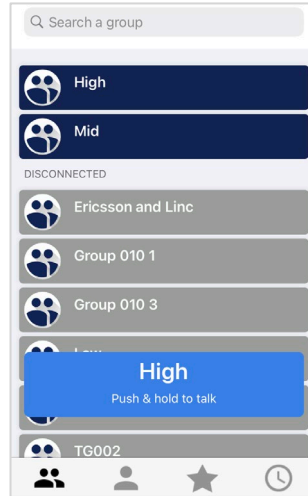 Search a group
High
Mid
DISCONNECTED
Ericsson and Linc
Group 010 1
Group 010 3
High
Push & hold to talk
TG002